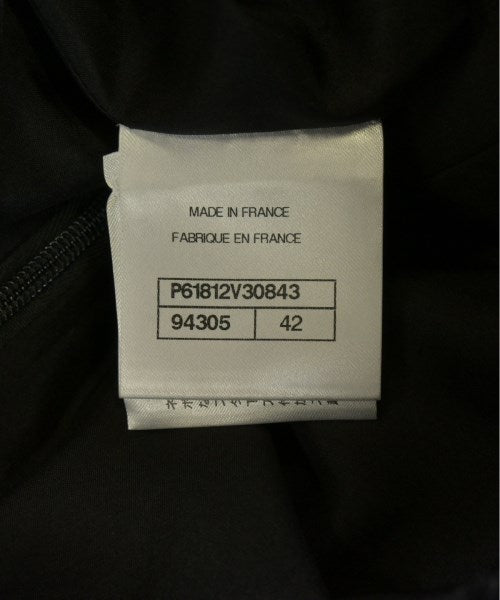 MADE IN FRANCE
FABRIQUE EN FRANCE
P61812V30843
94305 42